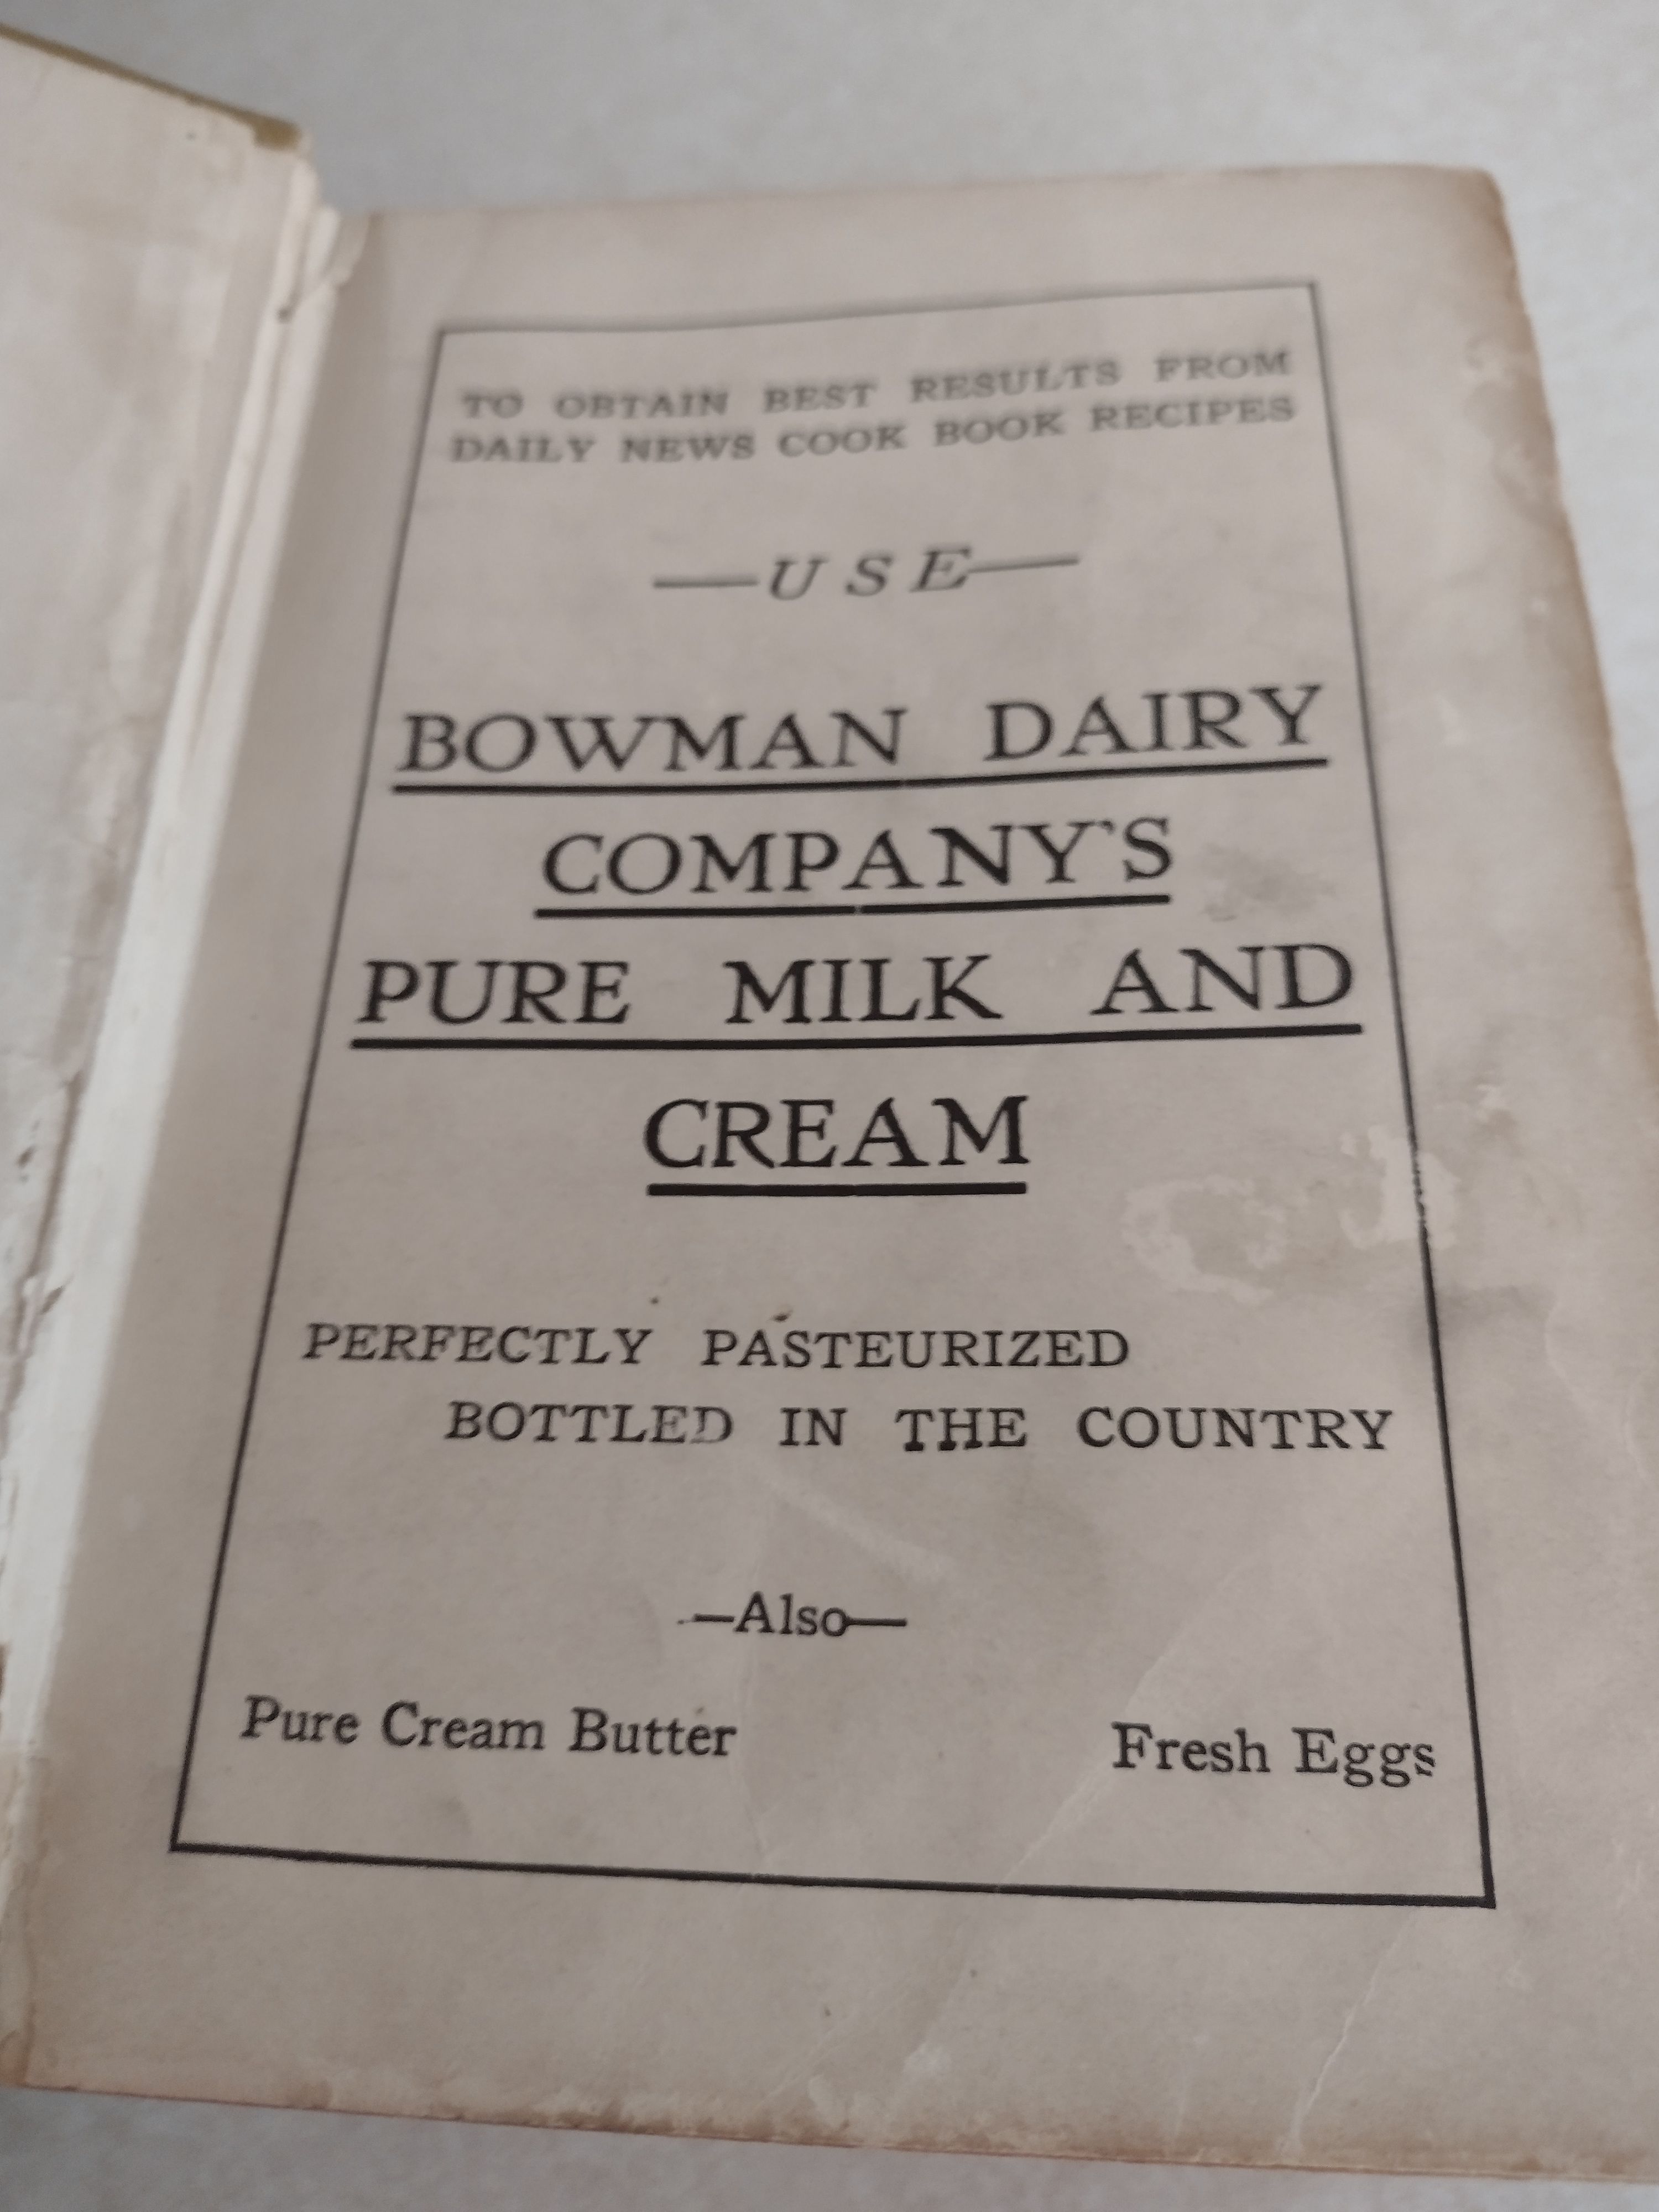 TO OBTAIN BEST RESULTS FROM
DAILY NEWS COOK BOOK RECIPES
—USE—
BOWMAN DAIRY
COMPANY'S
PURE MILK AND
CREAM
PERFECTLY PASTEURIZED
BOTTLED IN THE COUNTRY
—Also—
Pure Cream Butter Fresh Eggs